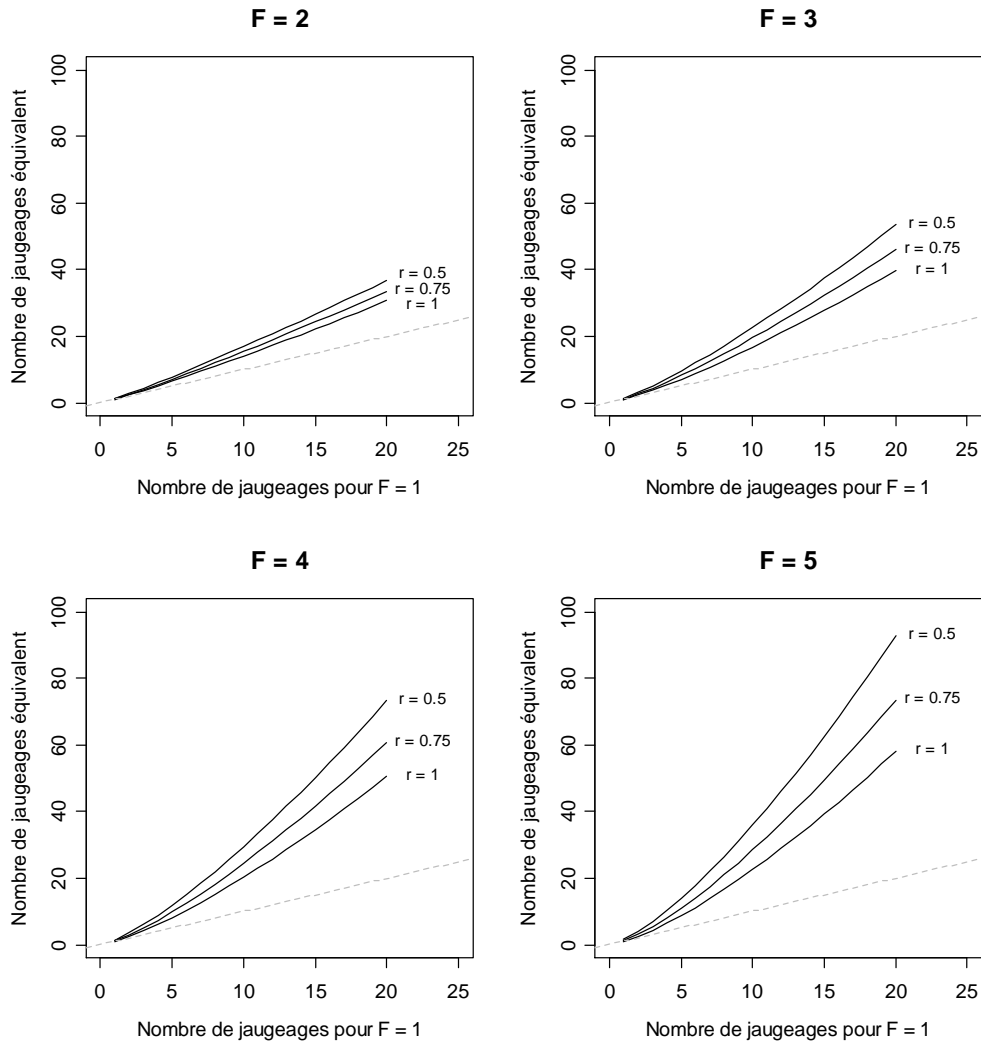 F = 2
Nombre de jaugeages équivalent
100
80
60
40
20
0
r = 0.5
r = 0.75
r = 1
0 5 10 15 20 25
Nombre de jaugeages pour F = 1
F = 3
Nombre de jaugeages équivalent
100
80
60
40
20
0
r = 0.5
r = 0.75
r = 1
0 5 10 15 20 25
Nombre de jaugeages pour F = 1
F = 4
Nombre de jaugeages équivalent
100
80
60
40
20
0
r = 0.5
r = 0.75
r = 1
0 5 10 15 20 25
Nombre de jaugeages pour F = 1
F = 5
Nombre de jaugeages équivalent
100
80
60
40
20
0
r = 0.5
r = 0.75
r = 1
0 5 10 15 20 25
Nombre de jaugeages pour F = 1